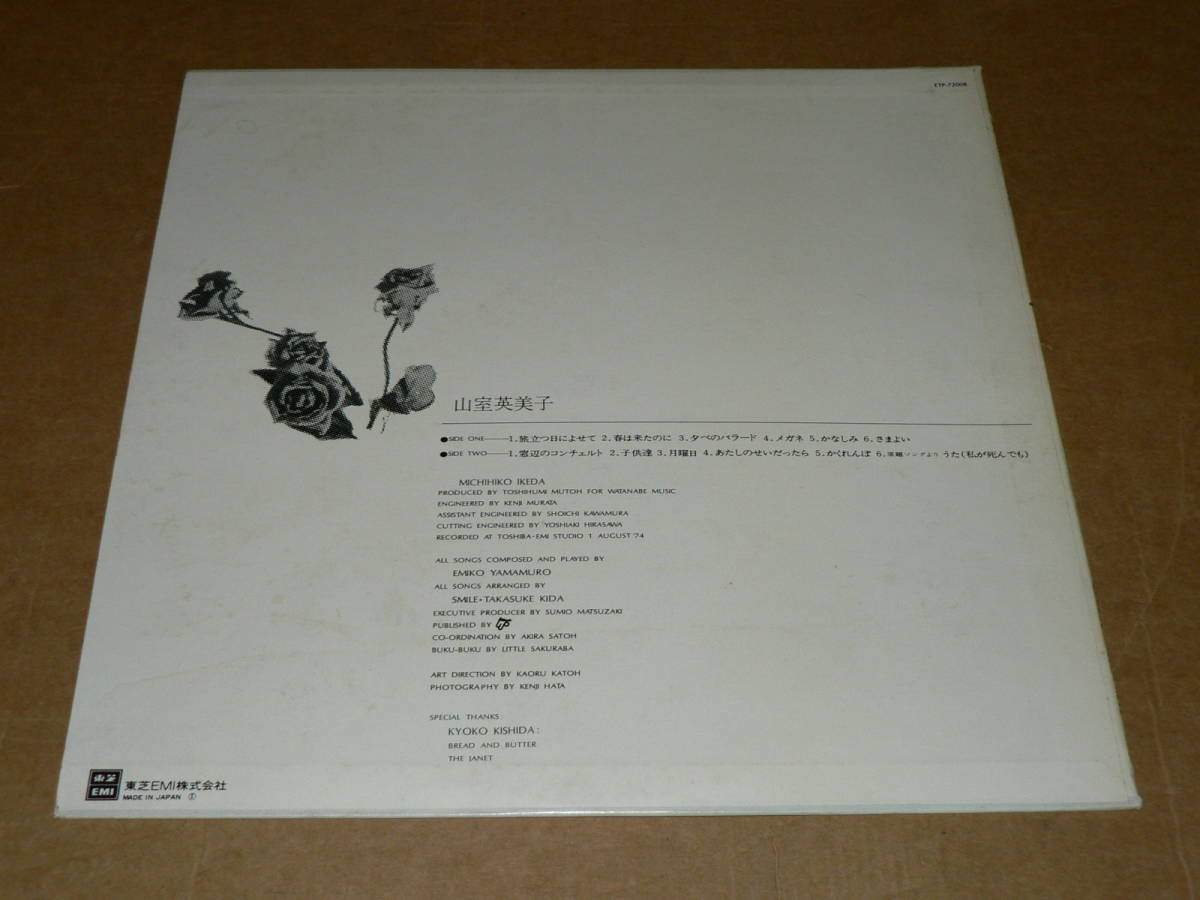 ETP-72008
山室英美子
●SIDE ONE——1. 旅立つ日によせて 2. 春は来たのに 3. 夕べのバラード 4. メガネ 5. かなしみ 6. さまよい
●SIDE TWO——1. 窓辺のコンチェルト 2. 子供達 3. 月曜日 4. あたしのせいだったら 5. かくれんぼ 6. ソングより うた(私が死んでも)
MICHIHIKO IKEDA
PRODUCED BY TOSHIHUMI MUTOH FOR WATANABE MUSIC
ENGINEERED BY KENJI MURATA
ASSISTANT ENGINEERED BY SHOICHI KAWAMURA
CUTTING ENGINEERED BY YOSHIAKI HIRASAWA
RECORDED AT TOSHIBA-EMI STUDIO 1 AUGUST '74
ALL SONGS COMPOSED AND PLAYED BY
EMIKO YAMAMURO
ALL SONGS ARRANGED BY
SMILE+TAKASUKE KIDA
EXECUTIVE PRODUCER BY SUMIO MATSUZAKI
PUBLISHED BY
CO-ORDINATION BY AKIRA SATOH
BUKU-BUKU BY LITTLE SAKURABA
ART DIRECTION BY KAORU KATOH
PHOTOGRAPHY BY KENJI HATA
SPECIAL THANKS
KYOKO KISHIDA:
BREAD AND BUTTER
THE JANET
東芝 EMI
東芝EMI株式会社
MADE IN JAPAN